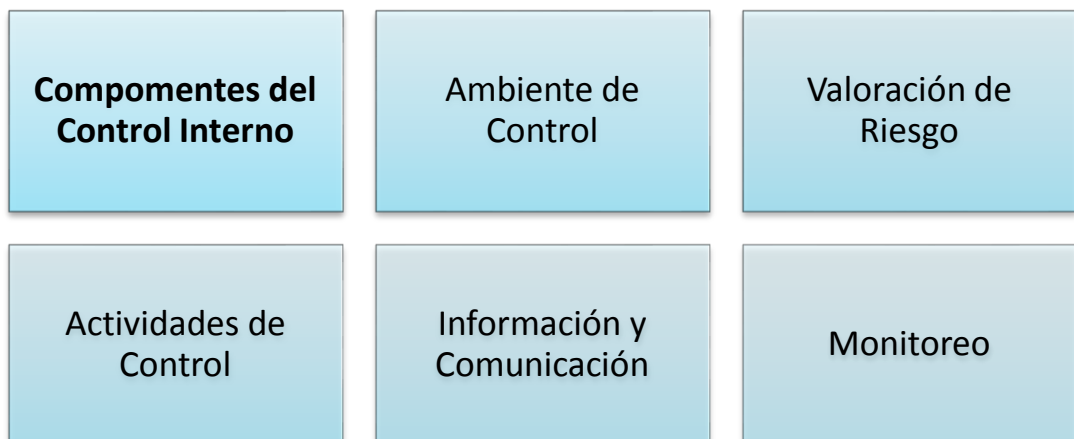 Compomentes del
Control Interno
Ambiente de
Control
Valoración de
Riesgo
Actividades de
Control
Información y
Comunicación
Monitoreo